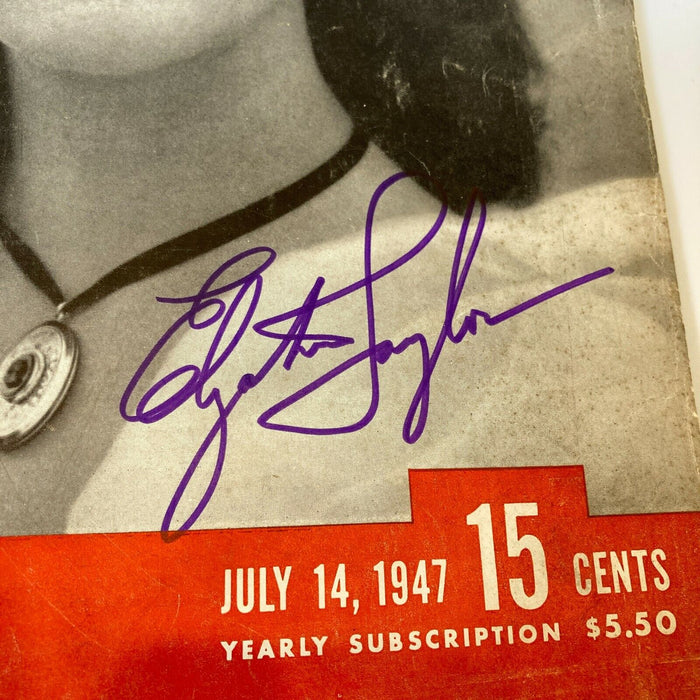 Elizabeth Taylor
JULY 14, 1947 15 CENTS
YEARLY SUBSCRIPTION $5.50